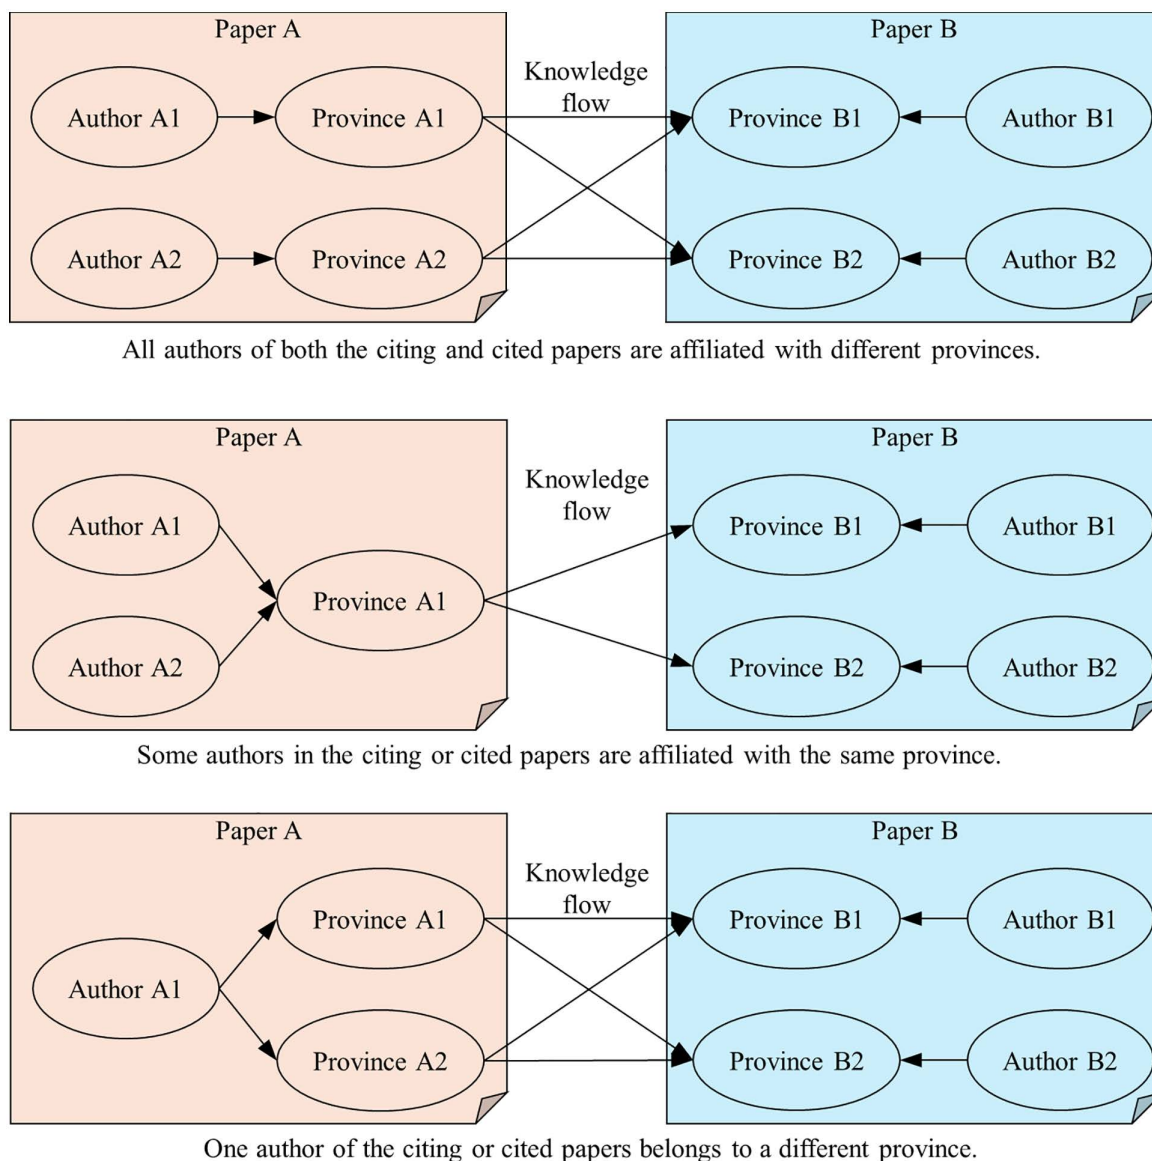 Paper A
Paper B
Knowledge
flow
Author A1
Province A1
Province B1
Author B1
Author A2
Province A2
Province B2
Author B2
All authors of both the citing and cited papers are affiliated with different provinces.
Paper A
Paper B
Knowledge
flow
Author A1
Province B1
Author B1
Province A1
Author A2
Province B2
Author B2
Some authors in the citing or cited papers are affiliated with the same province.
Paper A
Paper B
Knowledge
flow
Province A1
Province B1
Author B1
Author A1
Province A2
Province B2
Author B2
One author of the citing or cited papers belongs to a different province.